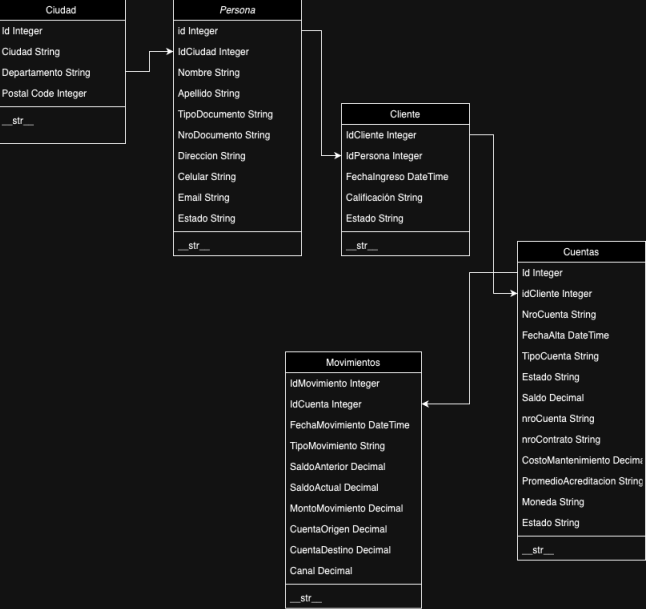 Ciudad
Id Integer
Ciudad String
Departamento String
Postal Code Integer
__str__
Persona
id Integer
IdCiudad Integer
Nombre String
Apellido String
TipoDocumento String
NroDocumento String
Direccion String
Celular String
Email String
Estado String
__str__
Cliente
IdCliente Integer
IdPersona Integer
FechaIngreso DateTime
Calificación String
Estado String
__str__
Cuentas
Id Integer
idCliente Integer
NroCuenta String
FechaAlta DateTime
TipoCuenta String
Estado String
Saldo Decimal
nroCuenta String
nroContrato String
CostoMantenimiento Decima
PromedioAcreditacion String
Moneda String
Estado String
__str__
Movimientos
IdMovimiento Integer
IdCuenta Integer
FechaMovimiento DateTime
TipoMovimiento String
SaldoAnterior Decimal
SaldoActual Decimal
MontoMovimiento Decimal
CuentaOrigen Decimal
CuentaDestino Decimal
Canal Decimal
__str__